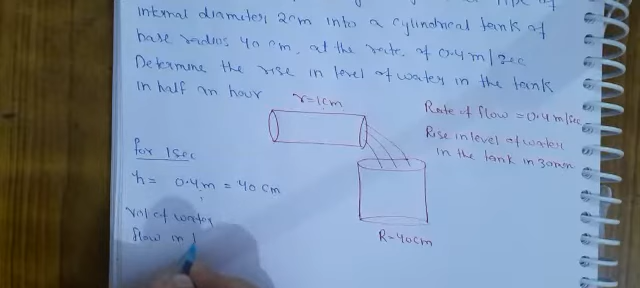 internal diameter 2cm into a cylindrical tank of
base radius 40 cm, at the rate of 0.4 m/sec
Determine the rise in level of water in the tank
in half an hour
r=1cm
Rate of flow = 0.4 m/sec
Rise in level of water
in the tank in 30min
for 1 sec
h = 0.4m = 40 cm
Vol of water
flow in 1
R=40cm